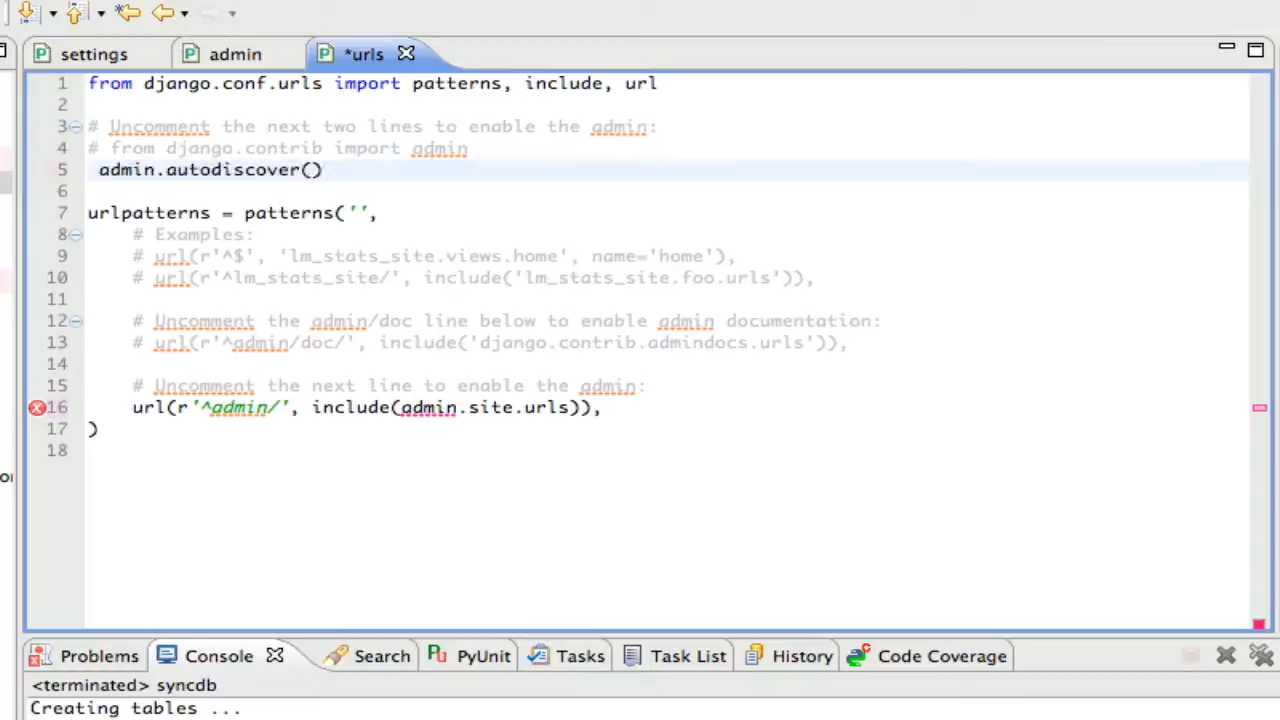 settings admin *urls
1 from django.conf.urls import patterns, include, url
2
3 # Uncomment the next two lines to enable the admin:
4 # from django.contrib import admin
5  admin.autodiscover()
6
7 urlpatterns = patterns('',
8     # Examples:
9     # url(r'^$', 'lm_stats_site.views.home', name='home'),
10     # url(r'^lm_stats_site/', include('lm_stats_site.foo.urls')),
11
12     # Uncomment the admin/doc line below to enable admin documentation:
13     # url(r'^admin/doc/', include('django.contrib.admindocs.urls')),
14
15     # Uncomment the next line to enable the admin:
16     url(r'^admin/', include(admin.site.urls)),
17 )
18
Problems Console Search PyUnit Tasks Task List History Code Coverage
<terminated> syncdb
Creating tables ...